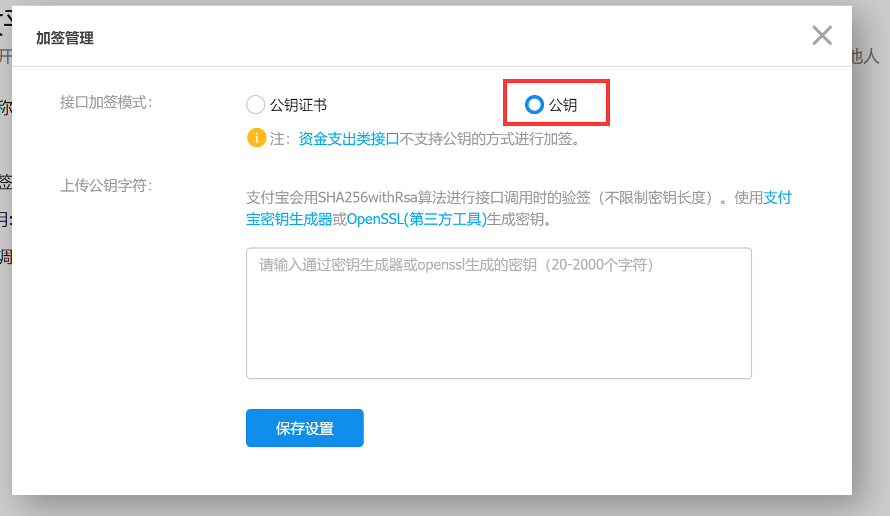 加签管理
开
他人
称
接口加签模式：
公钥证书
公钥
注：资金支出类接口不支持公钥的方式进行加签。
签
上传公钥字符：
支付宝会用SHA256withRsa算法进行接口调用时的验签（不限制密钥长度）。使用支付
宝密钥生成器或OpenSSL(第三方工具)生成密钥。
月:
调
请输入通过密钥生成器或openssl生成的密钥（20-2000个字符）
保存设置